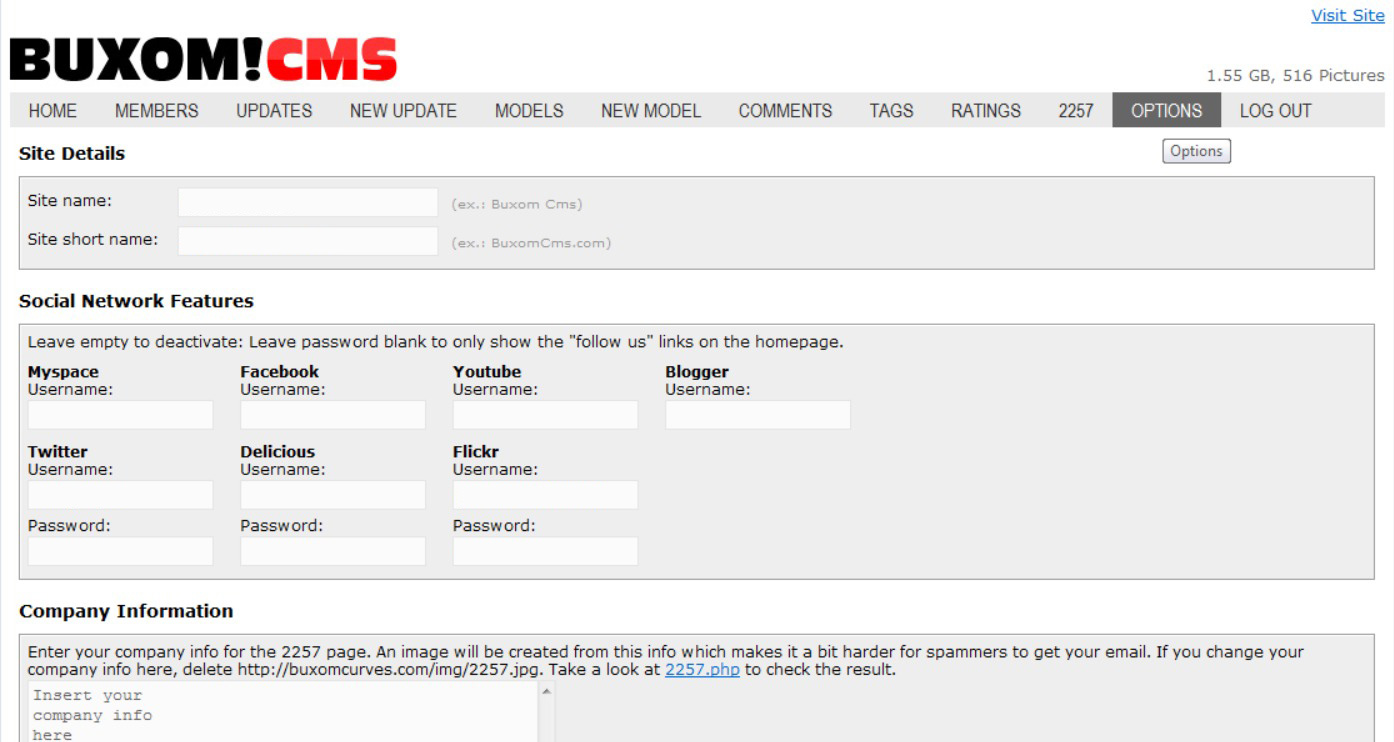 Visit Site
BUXOM!CMS
1.55 GB, 516 Pictures
HOME MEMBERS UPDATES NEW UPDATE MODELS NEW MODEL COMMENTS TAGS RATINGS 2257 OPTIONS LOG OUT
Options
Site Details
Site name: (ex.: Buxom Cms)
Site short name: (ex.: BuxomCms.com)
Social Network Features
Leave empty to deactivate: Leave password blank to only show the "follow us" links on the homepage.
Myspace Facebook Youtube Blogger
Username: Username: Username: Username:
Twitter Delicious Flickr
Username: Username: Username:
Password: Password: Password:
Company Information
Enter your company info for the 2257 page. An image will be created from this info which makes it a bit harder for spammers to get your email. If you change your
company info here, delete http://buxomcurves.com/img/2257.jpg. Take a look at 2257.php to check the result.
Insert your
company info
here